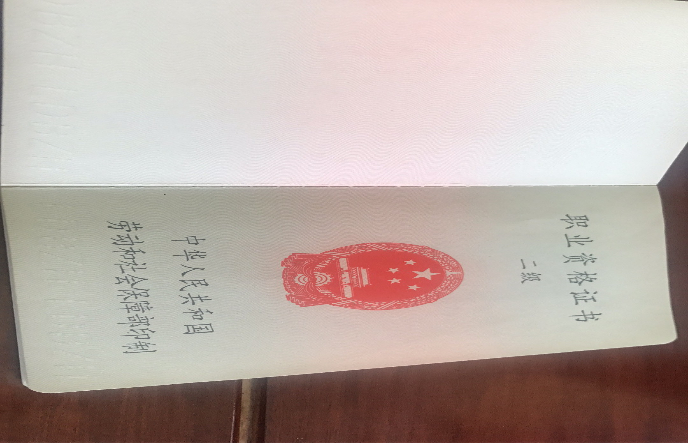 职业资格证书
二级
中华人民共和国
劳动和社会保障部印制